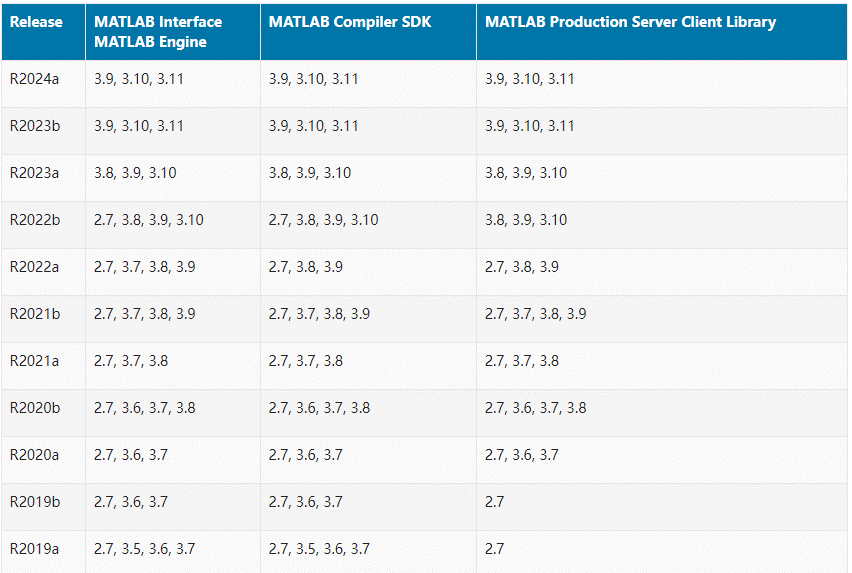 Release MATLAB Interface MATLAB Compiler SDK MATLAB Production Server Client Library
MATLAB Engine
R2024a 3.9, 3.10, 3.11 3.9, 3.10, 3.11 3.9, 3.10, 3.11
R2023b 3.9, 3.10, 3.11 3.9, 3.10, 3.11 3.9, 3.10, 3.11
R2023a 3.8, 3.9, 3.10 3.8, 3.9, 3.10 3.8, 3.9, 3.10
R2022b 2.7, 3.8, 3.9, 3.10 2.7, 3.8, 3.9, 3.10 3.8, 3.9, 3.10
R2022a 2.7, 3.7, 3.8, 3.9 2.7, 3.8, 3.9 2.7, 3.8, 3.9
R2021b 2.7, 3.7, 3.8, 3.9 2.7, 3.7, 3.8, 3.9 2.7, 3.7, 3.8, 3.9
R2021a 2.7, 3.7, 3.8 2.7, 3.7, 3.8 2.7, 3.7, 3.8
R2020b 2.7, 3.6, 3.7, 3.8 2.7, 3.6, 3.7, 3.8 2.7, 3.6, 3.7, 3.8
R2020a 2.7, 3.6, 3.7 2.7, 3.6, 3.7 2.7, 3.6, 3.7
R2019b 2.7, 3.6, 3.7 2.7, 3.6, 3.7 2.7
R2019a 2.7, 3.5, 3.6, 3.7 2.7, 3.5, 3.6, 3.7 2.7